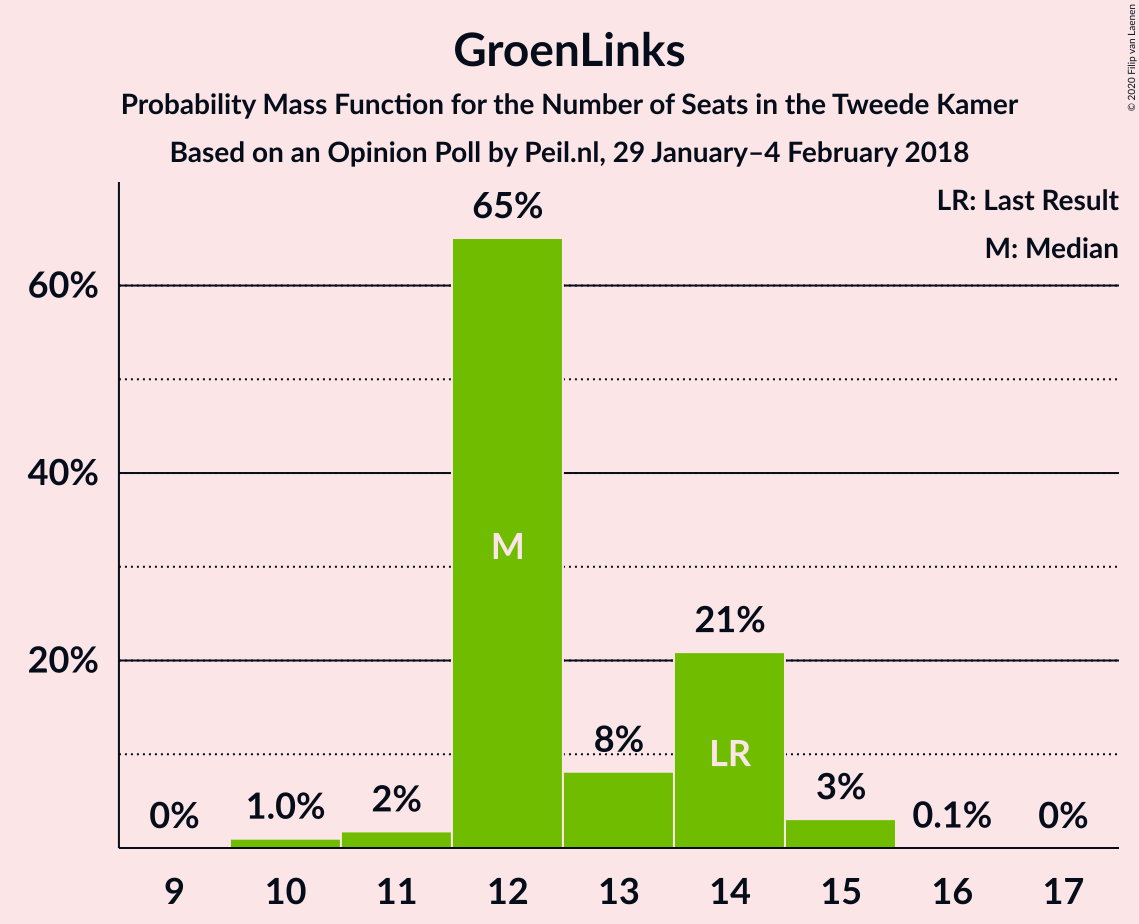 GroenLinks
Probability Mass Function for the Number of Seats in the Tweede Kamer
Based on an Opinion Poll by Peil.nl, 29 January–4 February 2018
© 2020 Filip van Laenen
LR: Last Result
M: Median
65%
60%
40%
M
21%
20%
8%
LR
3%
2%
1.0%
0%
0.1%
0%
9 10 11 12 13 14 15 16 17